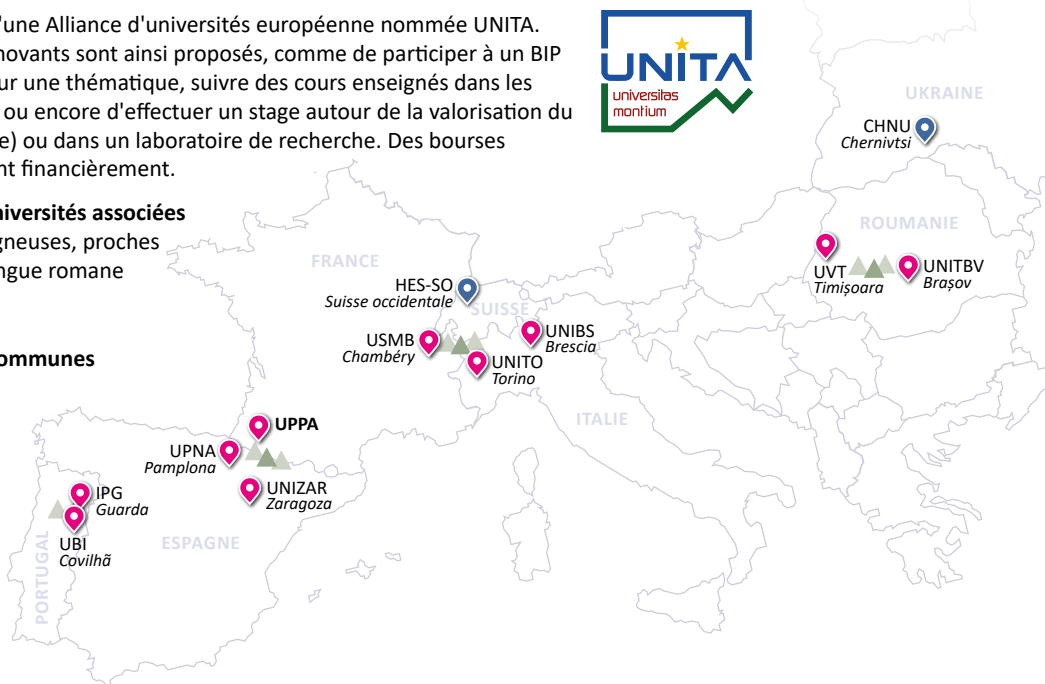 'une Alliance d'universités européenne nommée UNITA.
novants sont ainsi proposés, comme de participer à un BIP
ur une thématique, suivre des cours enseignés dans les
ou encore d'effectuer un stage autour de la valorisation du
e) ou dans un laboratoire de recherche. Des bourses
nt financièrement.
niversités associées
gneuses, proches
ngue romane
ommunes
UNITA
universitas
montium
UKRAINE
CHNU
Chernivtsi
ROUMANIE
UVT
Timișoara
UNITBV
Brașov
FRANCE
HES-SO
Suisse occidentale
SUISSE
USMB
Chambéry
UNIBS
Brescia
UNITO
Torino
ITALIE
UPPA
UPNA
Pamplona
UNIZAR
Zaragoza
IPG
Guarda
UBI
Covilhã
ESPAGNE
PORTUGAL